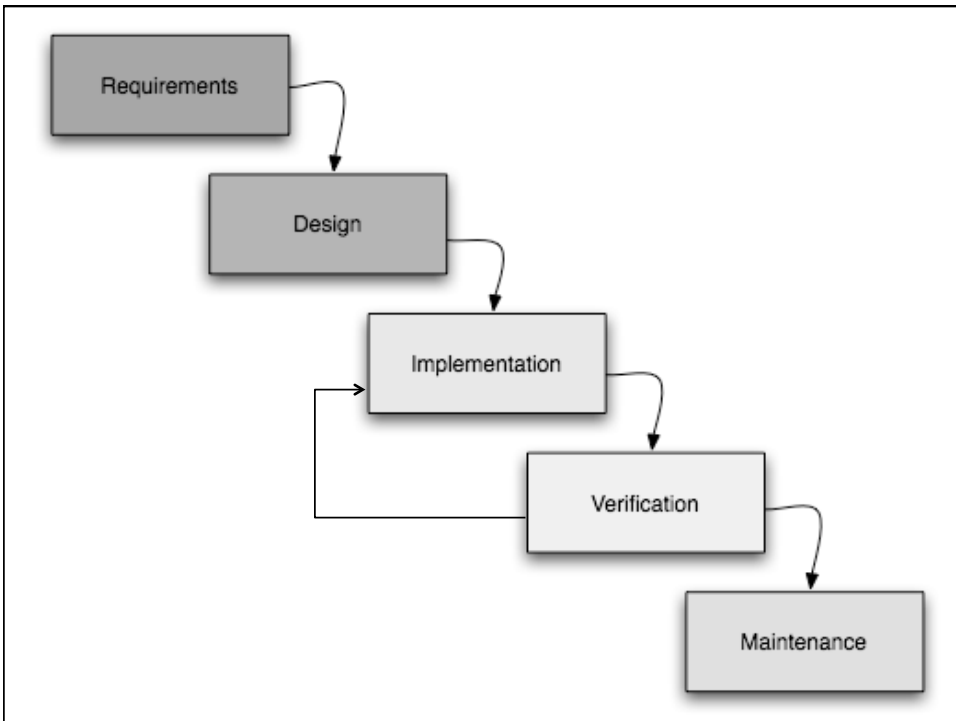 Requirements
Design
Implementation
Verification
Maintenance